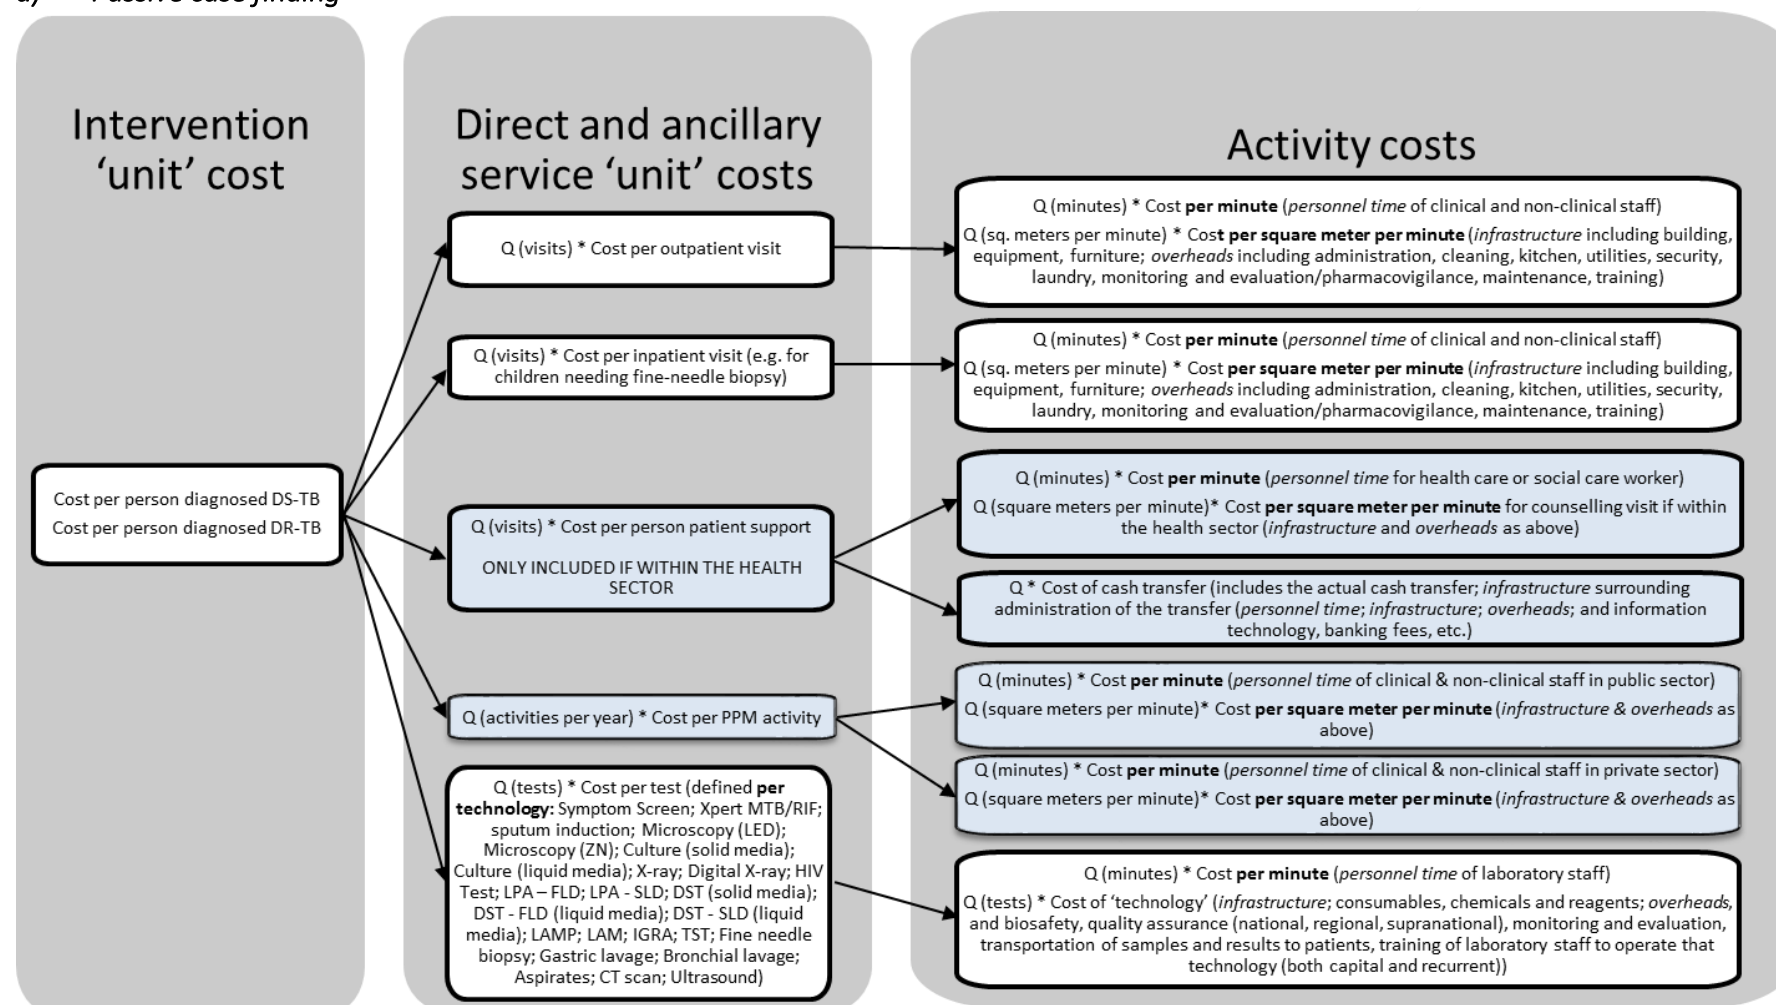 a) Passive case finding
Intervention
‘unit’ cost
Cost per person diagnosed DS-TB
Cost per person diagnosed DR-TB
Direct and ancillary
service ‘unit’ costs
Q (visits) * Cost per outpatient visit
Q (visits) * Cost per inpatient visit (e.g. for
children needing fine-needle biopsy)
Q (visits) * Cost per person patient support
ONLY INCLUDED IF WITHIN THE HEALTH
SECTOR
Q (activities per year) * Cost per PPM activity
Q (tests) * Cost per test (defined per
technology: Symptom Screen; Xpert MTB/RIF;
sputum induction; Microscopy (LED);
Microscopy (ZN); Culture (solid media);
Culture (liquid media); X-ray; Digital X-ray; HIV
Test; LPA – FLD; LPA - SLD; DST (solid media);
DST - FLD (liquid media); DST - SLD (liquid
media); LAMP; LAM; IGRA; TST; Fine needle
biopsy; Gastric lavage; Bronchial lavage;
Aspirates; CT scan; Ultrasound)
Activity costs
Q (minutes) * Cost per minute (personnel time of clinical and non-clinical staff)
Q (sq. meters per minute) * Cost per square meter per minute (infrastructure including building,
equipment, furniture; overheads including administration, cleaning, kitchen, utilities, security,
laundry, monitoring and evaluation/pharmacovigilance, maintenance, training)
Q (minutes) * Cost per minute (personnel time of clinical and non-clinical staff)
Q (sq. meters per minute) * Cost per square meter per minute (infrastructure including building,
equipment, furniture; overheads including administration, cleaning, kitchen, utilities, security,
laundry, monitoring and evaluation/pharmacovigilance, maintenance, training)
Q (minutes) * Cost per minute (personnel time for health care or social care worker)
Q (square meters per minute)* Cost per square meter per minute for counselling visit if within
the health sector (infrastructure and overheads as above)
Q * Cost of cash transfer (includes the actual cash transfer; infrastructure surrounding
administration of the transfer (personnel time; infrastructure; overheads; and information
technology, banking fees, etc.)
Q (minutes) * Cost per minute (personnel time of clinical & non-clinical staff in public sector)
Q (square meters per minute)* Cost per square meter per minute (infrastructure & overheads as
above)
Q (minutes) * Cost per minute (personnel time of clinical & non-clinical staff in private sector)
Q (square meters per minute)* Cost per square meter per minute (infrastructure & overheads as
above)
Q (minutes) * Cost per minute (personnel time of laboratory staff)
Q (tests) * Cost of ‘technology’ (infrastructure; consumables, chemicals and reagents; overheads,
and biosafety, quality assurance (national, regional, supranational), monitoring and evaluation,
transportation of samples and results to patients, training of laboratory staff to operate that
technology (both capital and recurrent))